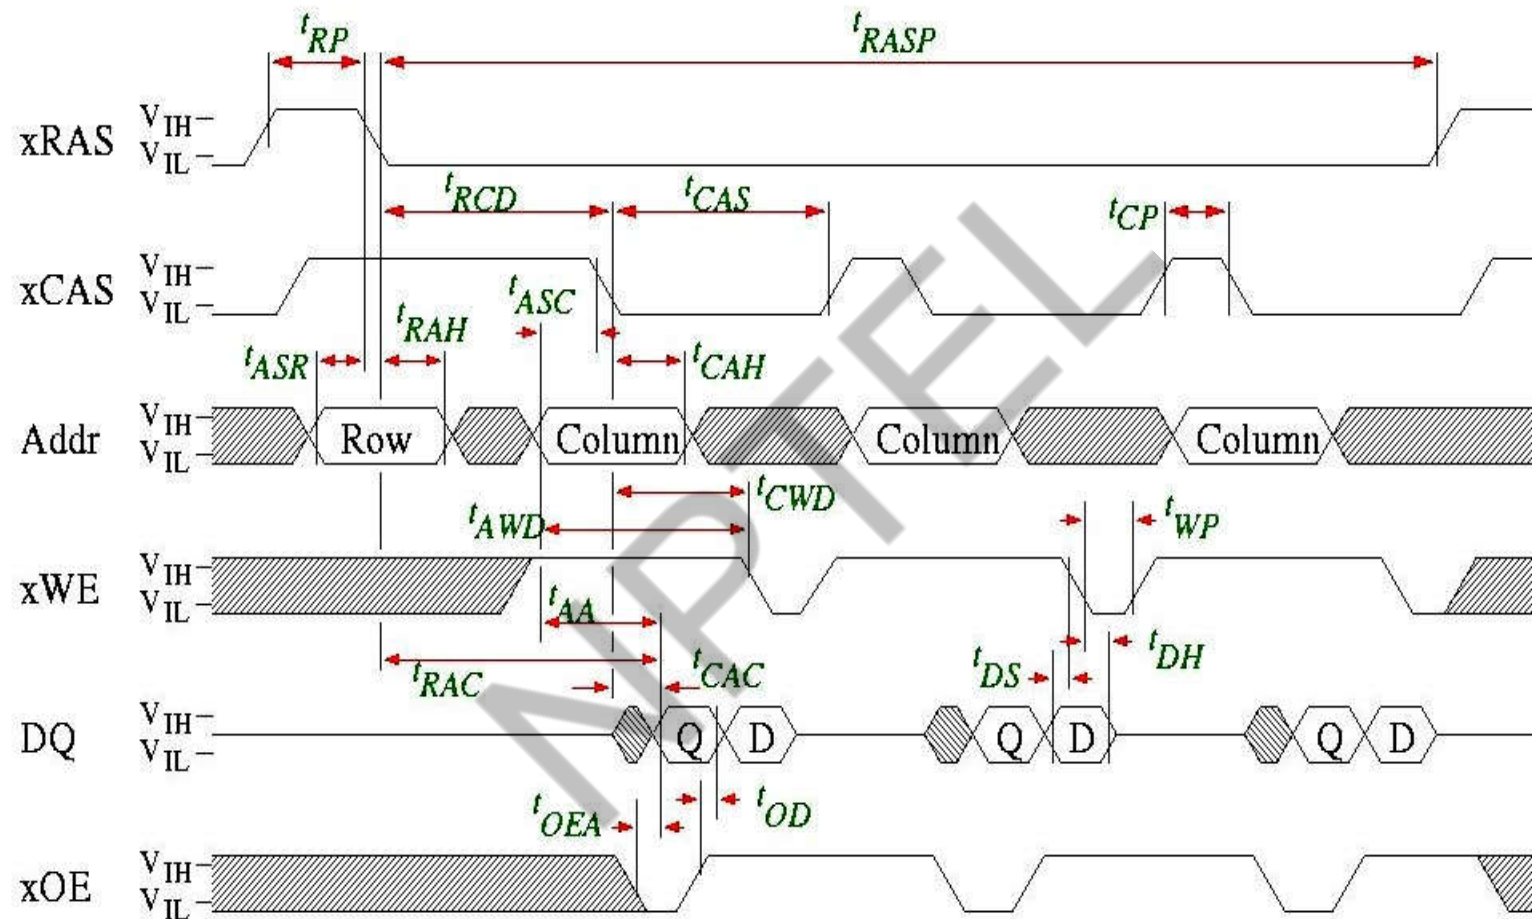 tRP tRASP
xRAS VIH VIL
tRCD tCAS tCP
xCAS VIH VIL
tASC
tRAH
tASR tCAH
Addr VIH VIL Row Column Column Column
tCWD
tAWD tWP
xWE VIH VIL
tAA
tRAC tCAC tDS tDH
DQ VIH VIL Q D Q D Q D
tOEA tOD
xOE VIH VIL
NPTEL